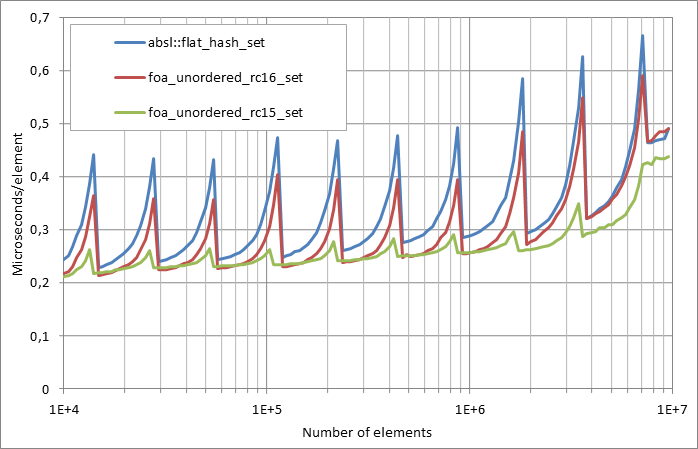 0,7
absl::flat_hash_set
0,6
foa_unordered_rc16_set
foa_unordered_rc15_set
0,5
0,4
Microseconds/element
0,3
0,2
0,1
0
1E+4 1E+5 1E+6 1E+7
Number of elements